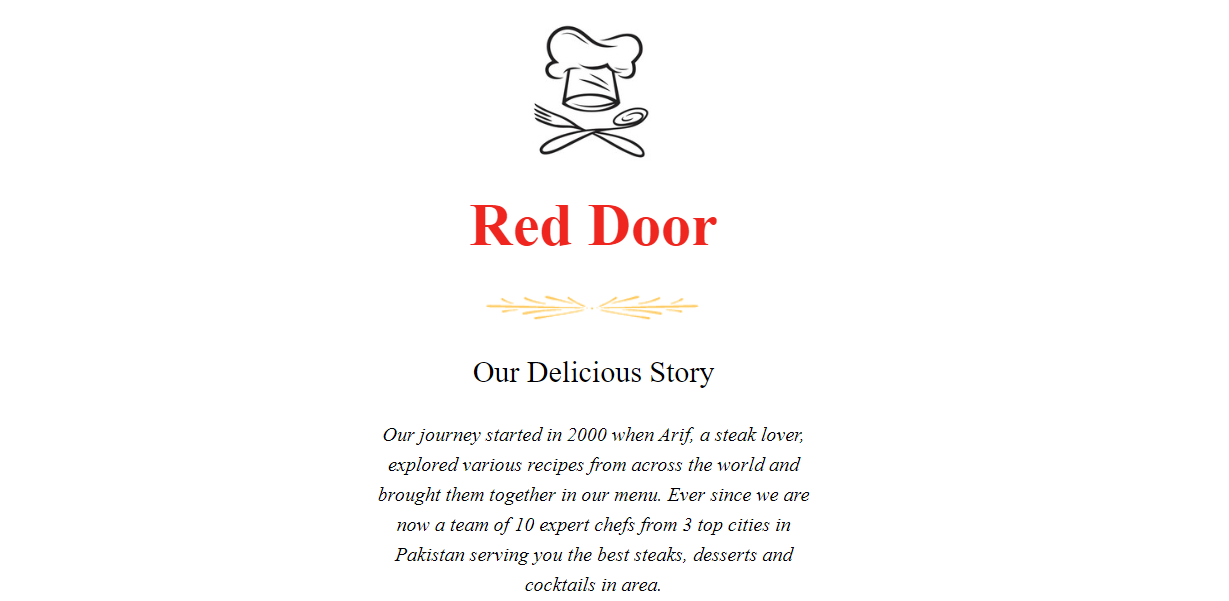 Red Door
Our Delicious Story
Our journey started in 2000 when Arif, a steak lover,
explored various recipes from across the world and
brought them together in our menu. Ever since we are
now a team of 10 expert chefs from 3 top cities in
Pakistan serving you the best steaks, desserts and
cocktails in area.